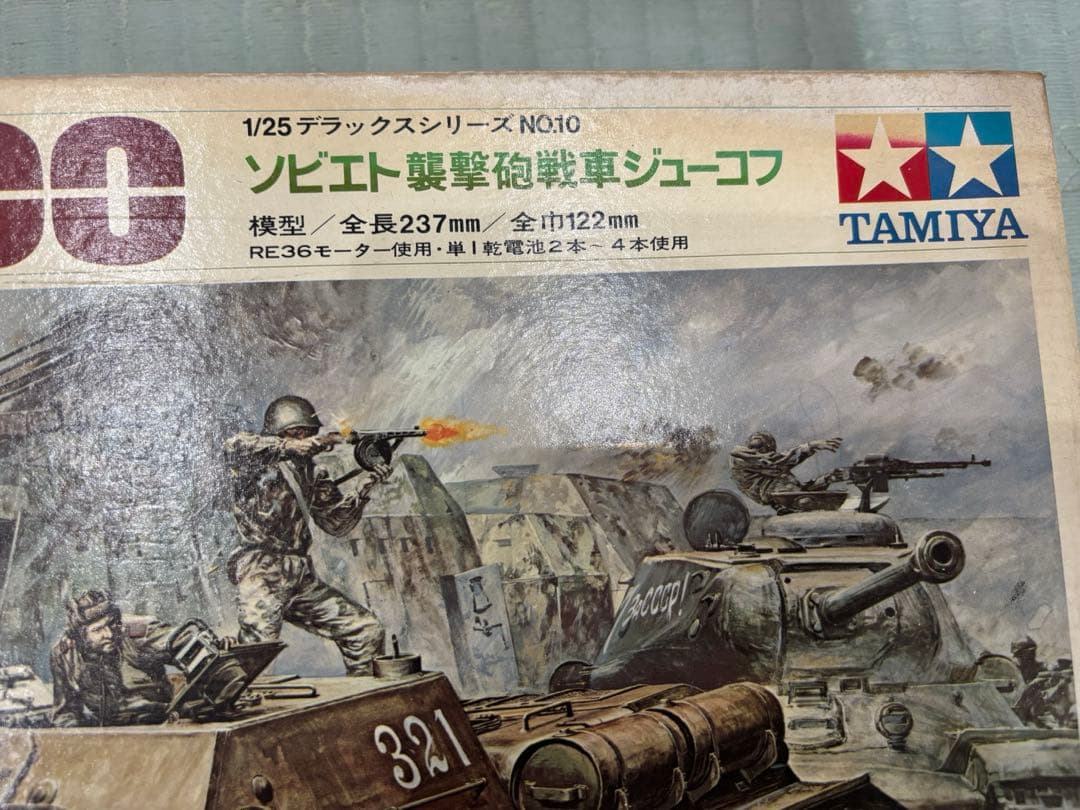 00
1/25 デラックスシリーズ NO.10
ソビエト襲撃砲戦車ジューコフ
模型／全長237mm／全巾122mm
RE36モーター使用・単1乾電池2本～4本使用
TAMIYA
ЗаСССР!
321